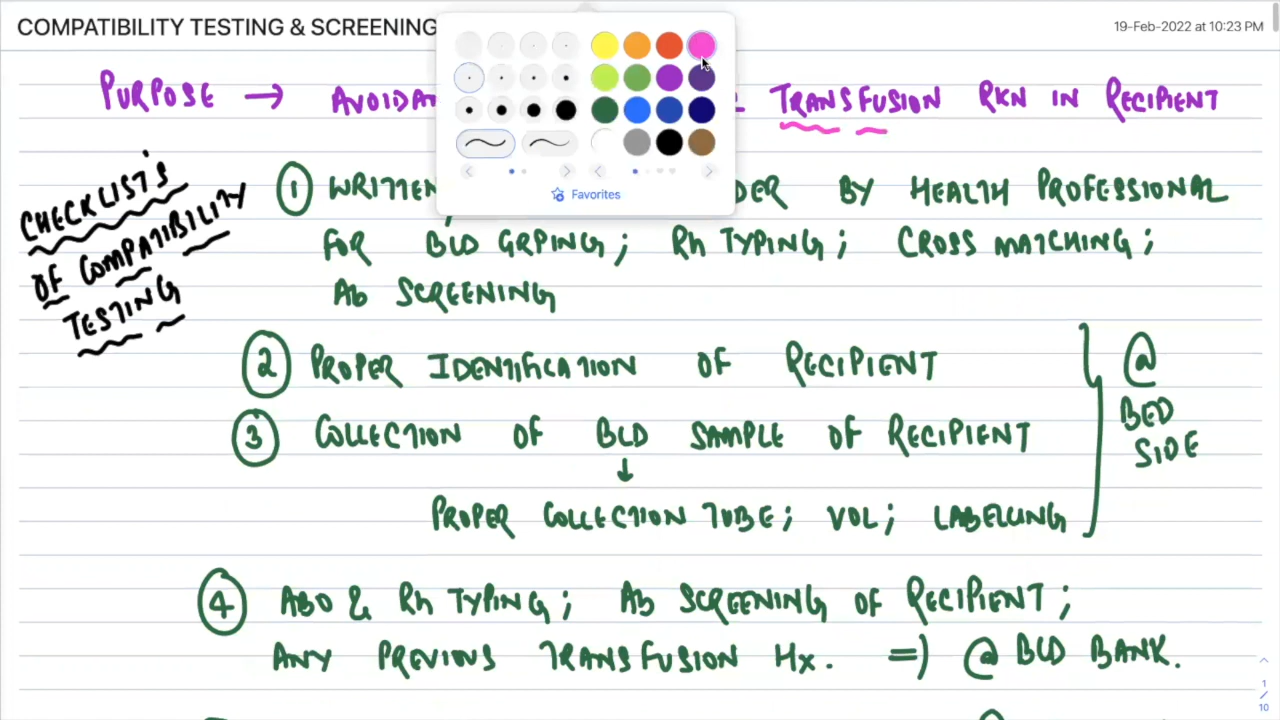 COMPATIBILITY TESTING & SCREENING
19-Feb-2022 at 10:23 PM
PURPOSE → TRANSFUSION RXN IN RECIPIENT
CHECKLIST'S
OF COMPATIBILITY
TESTING
① WRITTEN BY HEALTH PROFESSIONAL
FOR BLD GRPING; Rh TYPING; CROSS MATCHING;
Ab SCREENING
② PROPER IDENTIFICATION OF RECIPIENT
③ COLLECTION OF BLD SAMPLE OF RECIPIENT
↓
PROPER COLLECTION TUBE; VOL; LABELLING
@
BED
SIDE
④ ABO & Rh TYPING; Ab SCREENING OF RECIPIENT;
ANY PREVIOUS TRANSFUSION Hx. => @ BLD BANK.
Favorites
1
/
10